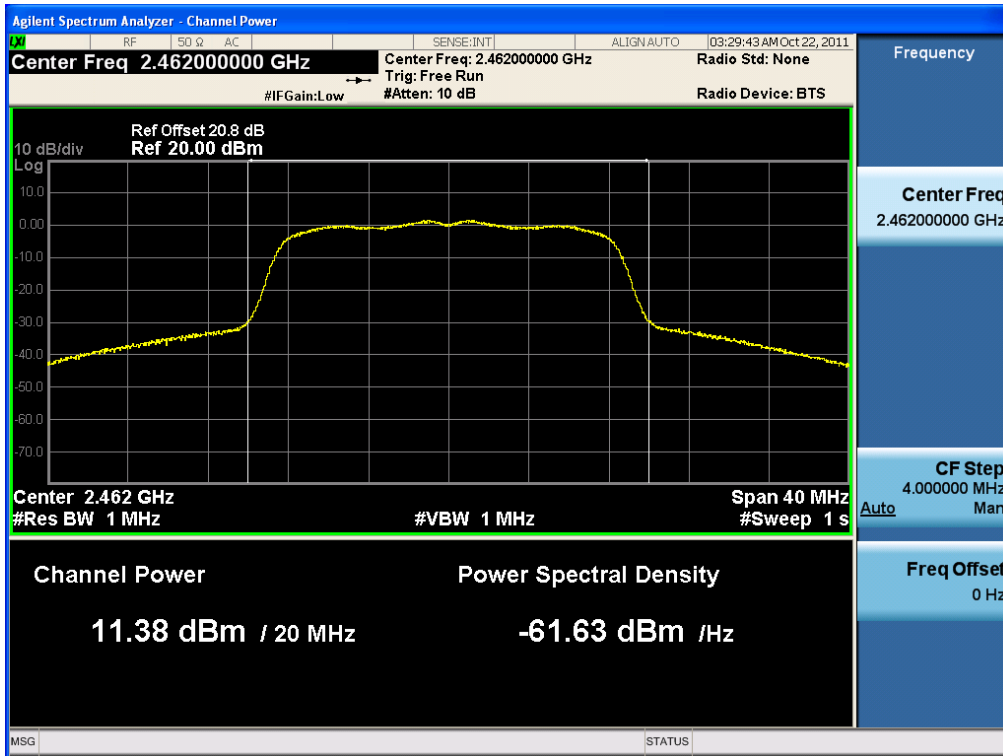 Agilent Spectrum Analyzer - Channel Power
LXI RF 50 Ω AC SENSE:INT ALIGN AUTO 03:29:43 AM Oct 22, 2011
Center Freq 2.462000000 GHz
Center Freq: 2.462000000 GHz
Radio Std: None
Trig: Free Run
#IFGain:Low
#Atten: 10 dB
Radio Device: BTS
Frequency
Ref Offset 20.8 dB
10 dB/div Ref 20.00 dBm
Log
10.0
0.00
-10.0
-20.0
-30.0
-40.0
-50.0
-60.0
-70.0
Center 2.462 GHz
Span 40 MHz
#Res BW 1 MHz
#VBW 1 MHz
#Sweep 1 s
Channel Power
Power Spectral Density
11.38 dBm / 20 MHz
-61.63 dBm /Hz
Center Freq
2.462000000 GHz
CF Step
4.000000 MHz
Auto Man
Freq Offset
0 Hz
MSG
STATUS